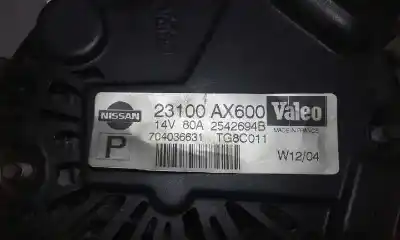 NISSAN 23100 AX600 Valeo
14V 80A 2542694B MADE IN FRANCE
P 704036631 TG8C011
W12/04